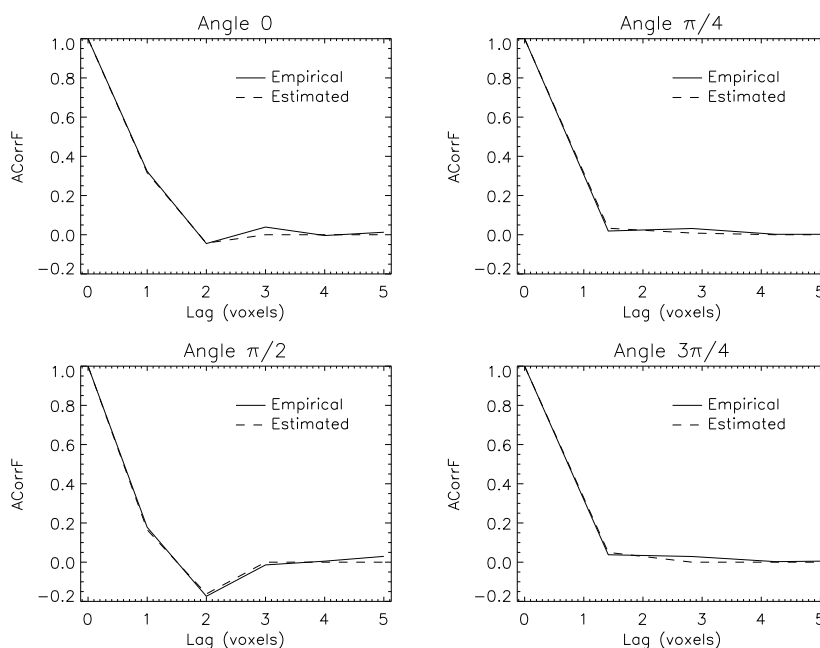 Angle 0
1.0
0.8
0.6
0.4
0.2
0.0
−0.2
ACorrF
Empirical
Estimated
0 1 2 3 4 5
Lag (voxels)
Angle π/4
1.0
0.8
0.6
0.4
0.2
0.0
−0.2
ACorrF
Empirical
Estimated
0 1 2 3 4 5
Lag (voxels)
Angle π/2
1.0
0.8
0.6
0.4
0.2
0.0
−0.2
ACorrF
Empirical
Estimated
0 1 2 3 4 5
Lag (voxels)
Angle 3π/4
1.0
0.8
0.6
0.4
0.2
0.0
−0.2
ACorrF
Empirical
Estimated
0 1 2 3 4 5
Lag (voxels)